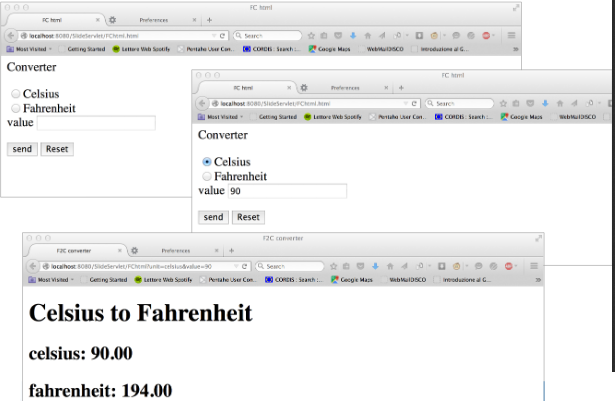 FC html
Preferences
localhost:8080/SlideServlet/FChtml.html
Search
Most Visited
Getting Started
Lettore Web Spotify
Pentaho User Con..
CORDIS : Search :...
Google Maps
WebMailDISCO
Introduzione al G...
Converter
Celsius
Fahrenheit
value
send
Reset
FC html
FC html
Preferences
localhost:8080/SlideServlet/FChtml.html
Search
Most Visited
Getting Started
Lettore Web Spotify
Pentaho User Con..
CORDIS : Search :...
Google Maps
WebMailDISCO
Converter
Celsius
Fahrenheit
value 90
send
Reset
F2C converter
F2C converter
Preferences
localhost:8080/SlideServlet/FChtml?unit=celsius&value=90
Search
Most Visited
Getting Started
Lettore Web Spotify
Pentaho User Con..
CORDIS : Search :...
Google Maps
WebMailDISCO
Introduzione al G...
Celsius to Fahrenheit
celsius: 90.00
fahrenheit: 194.00